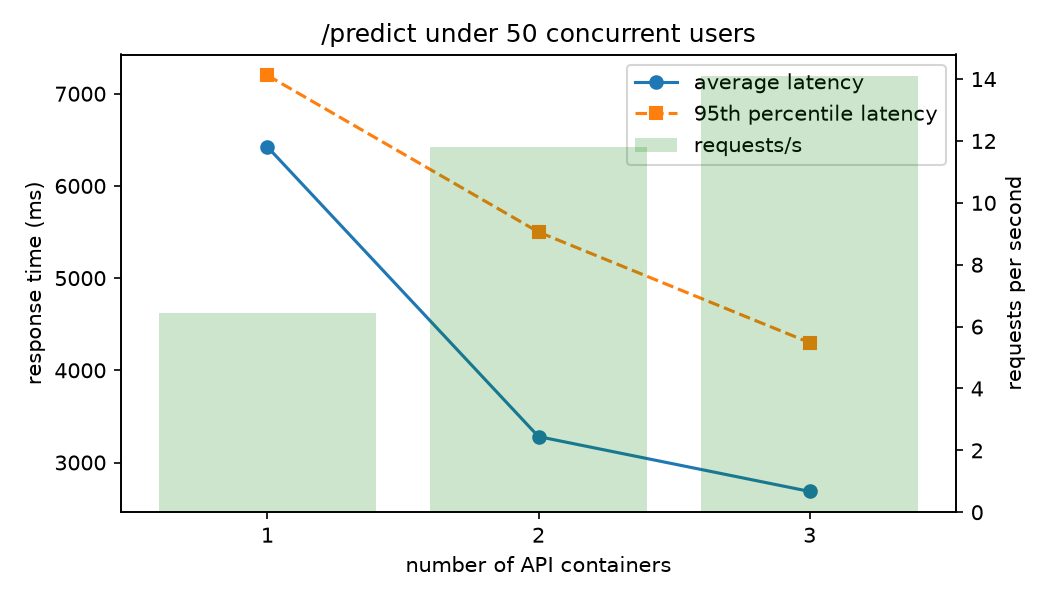 /predict under 50 concurrent users
average latency
95th percentile latency
requests/s
7000
6000
5000
4000
3000
response time (ms)
14
12
10
8
6
4
2
0
requests per second
1 2 3
number of API containers